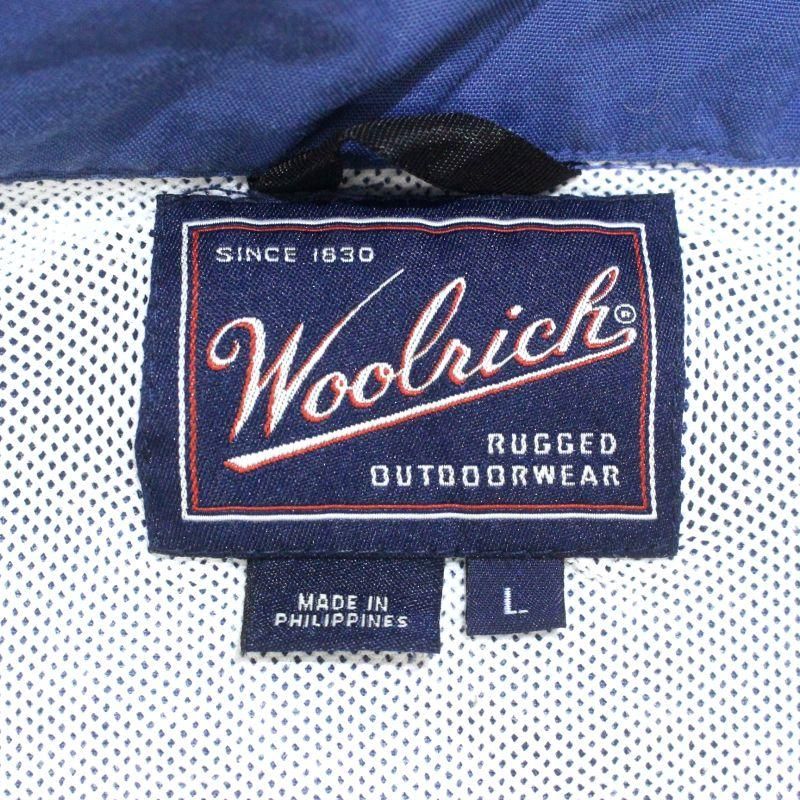 SINCE 1830
Woolrich®
RUGGED
OUTDOORWEAR
MADE IN
PHILIPPINES
L